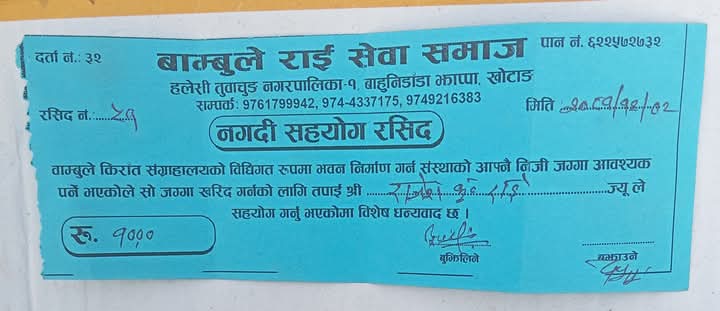 दर्ता नं.: ३२
बाम्बुले राई सेवा समाज
पान नं. ६२२५७२७३२
हलेसी तुवाचुङ नगरपालिका-१, बाहुनिडांडा झाप्पा, खोटाङ
सम्पर्क: 9761799942, 974-4337175, 9749216383
रसिद नं.:
मिति
नगदी सहयोग रसिद
वाम्बुले किरांत संग्राहालयको विधिगत रुपमा भवन निर्माण गर्न संस्थाको आफ्नै निजी जग्गा आवश्यक
पर्ने भएकोले सो जग्गा खरिद गर्नको लागि तपाई श्री ज्यू ले
सहयोग गर्नु भएकोमा विशेष धन्यवाद छ ।
रू. १०००
बुझिलिने
बुझाउने